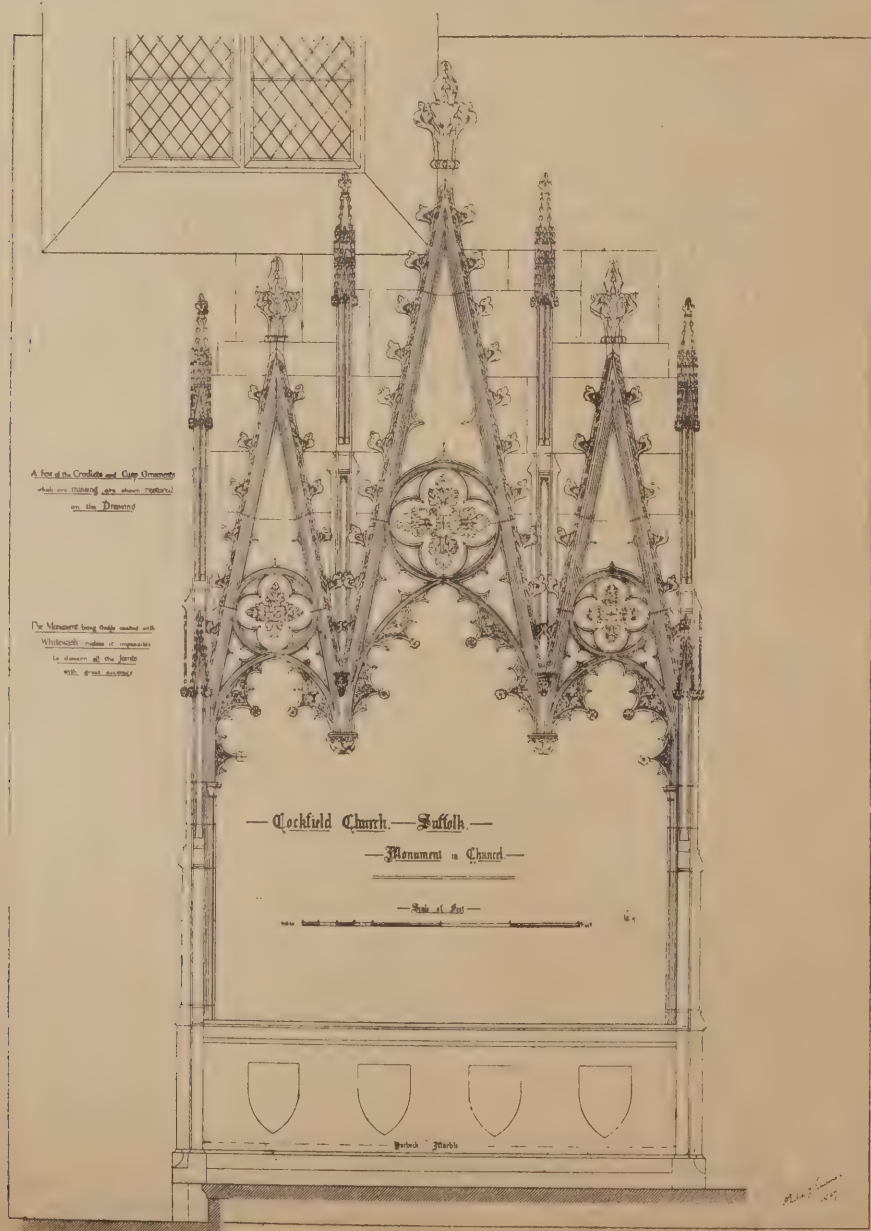 A few of the Crockets and Cusp Ornaments
which are missing are shown restored
on the Drawing
The Monument being thickly coated with
Whitewash makes it impossible
to discern all the Joints
with great accuracy
— Cockfield Church. — Suffolk. —
— Monument in Chancel. —
— Scale of Feet —
Purbeck Marble